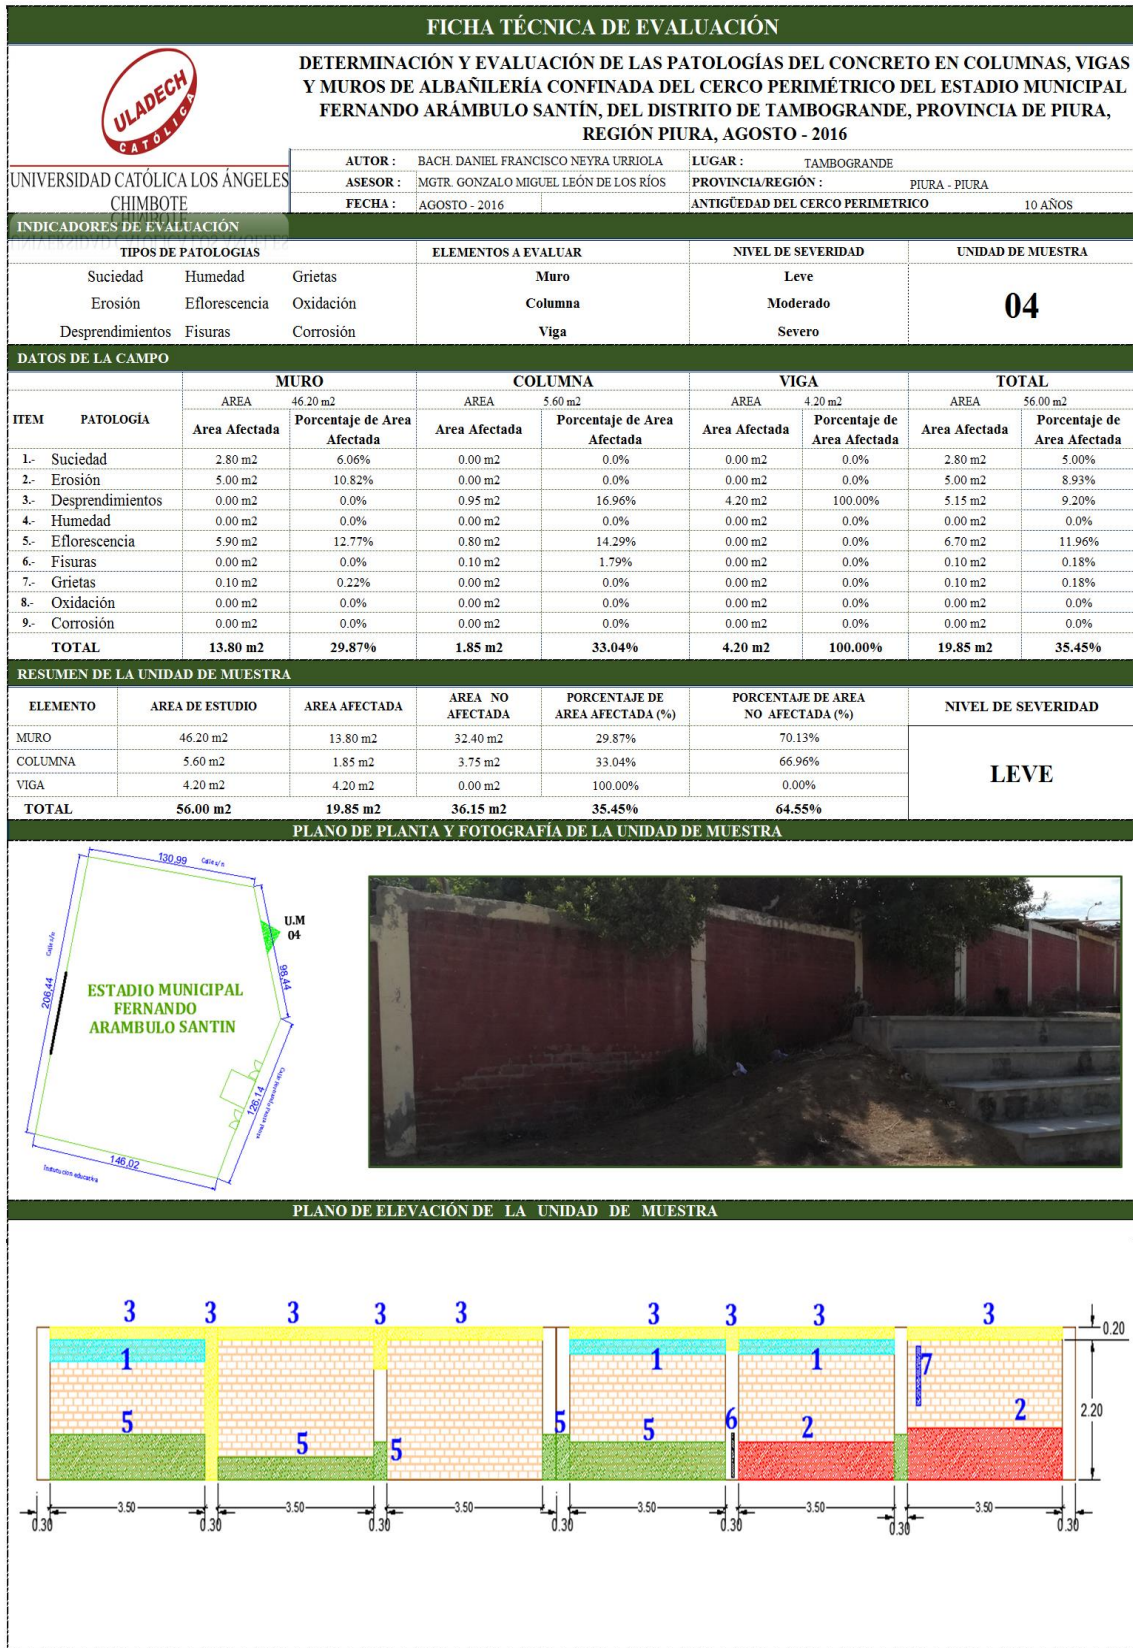 FICHA TÉCNICA DE EVALUACIÓN
ULADECH
CATÓLICA
UNIVERSIDAD CATÓLICA LOS ÁNGELES
CHIMBOTE
DETERMINACIÓN Y EVALUACIÓN DE LAS PATOLOGÍAS DEL CONCRETO EN COLUMNAS, VIGAS
Y MUROS DE ALBAÑILERÍA CONFINADA DEL CERCO PERIMÉTRICO DEL ESTADIO MUNICIPAL
FERNANDO ARÁMBULO SANTÍN, DEL DISTRITO DE TAMBOGRANDE, PROVINCIA DE PIURA,
REGIÓN PIURA, AGOSTO - 2016
AUTOR : BACH. DANIEL FRANCISCO NEYRA URRIOLA LUGAR : TAMBOGRANDE
ASESOR : MGTR. GONZALO MIGUEL LEÓN DE LOS RÍOS PROVINCIA/REGIÓN : PIURA - PIURA
FECHA : AGOSTO - 2016 ANTIGÜEDAD DEL CERCO PERIMETRICO 10 AÑOS
INDICADORES DE EVALUACIÓN
TIPOS DE PATOLOGIAS ELEMENTOS A EVALUAR NIVEL DE SEVERIDAD UNIDAD DE MUESTRA
Suciedad Humedad Grietas Muro Leve
Erosión Eflorescencia Oxidación Columna Moderado 04
Desprendimientos Fisuras Corrosión Viga Severo
DATOS DE LA CAMPO
MURO COLUMNA VIGA TOTAL
AREA 46.20 m2 AREA 5.60 m2 AREA 4.20 m2 AREA 56.00 m2
ITEM PATOLOGÍA Area Afectada Porcentaje de Area Afectada Area Afectada Porcentaje de Area Afectada Area Afectada Porcentaje de Area Afectada Area Afectada Porcentaje de Area Afectada
1.- Suciedad 2.80 m2 6.06% 0.00 m2 0.0% 0.00 m2 0.0% 2.80 m2 5.00%
2.- Erosión 5.00 m2 10.82% 0.00 m2 0.0% 0.00 m2 0.0% 5.00 m2 8.93%
3.- Desprendimientos 0.00 m2 0.0% 0.95 m2 16.96% 4.20 m2 100.00% 5.15 m2 9.20%
4.- Humedad 0.00 m2 0.0% 0.00 m2 0.0% 0.00 m2 0.0% 0.00 m2 0.0%
5.- Eflorescencia 5.90 m2 12.77% 0.80 m2 14.29% 0.00 m2 0.0% 6.70 m2 11.96%
6.- Fisuras 0.00 m2 0.0% 0.10 m2 1.79% 0.00 m2 0.0% 0.10 m2 0.18%
7.- Grietas 0.10 m2 0.22% 0.00 m2 0.0% 0.00 m2 0.0% 0.10 m2 0.18%
8.- Oxidación 0.00 m2 0.0% 0.00 m2 0.0% 0.00 m2 0.0% 0.00 m2 0.0%
9.- Corrosión 0.00 m2 0.0% 0.00 m2 0.0% 0.00 m2 0.0% 0.00 m2 0.0%
TOTAL 13.80 m2 29.87% 1.85 m2 33.04% 4.20 m2 100.00% 19.85 m2 35.45%
RESUMEN DE LA UNIDAD DE MUESTRA
ELEMENTO AREA DE ESTUDIO AREA AFECTADA AREA NO AFECTADA PORCENTAJE DE AREA AFECTADA (%) PORCENTAJE DE AREA NO AFECTADA (%) NIVEL DE SEVERIDAD
MURO 46.20 m2 13.80 m2 32.40 m2 29.87% 70.13%
COLUMNA 5.60 m2 1.85 m2 3.75 m2 33.04% 66.96%
LEVE
VIGA 4.20 m2 4.20 m2 0.00 m2 100.00% 0.00%
TOTAL 56.00 m2 19.85 m2 36.15 m2 35.45% 64.55%
PLANO DE PLANTA Y FOTOGRAFÍA DE LA UNIDAD DE MUESTRA
130,99 Calle s/n
U.M
04
Calle s/n
206,44
98,44
ESTADIO MUNICIPAL
FERNANDO
ARAMBULO SANTIN
126,14
146,02
Institucion educativa
PLANO DE ELEVACIÓN DE LA UNIDAD DE MUESTRA
3 3 3 3 3 3 3 3 3
0.20
1 1 1 7
2.20
5 5 5 5 5 6 2 2
3.50 3.50 3.50 3.50 3.50 3.50
0.30 0.30 0.30 0.30 0.30 0.30 0.30